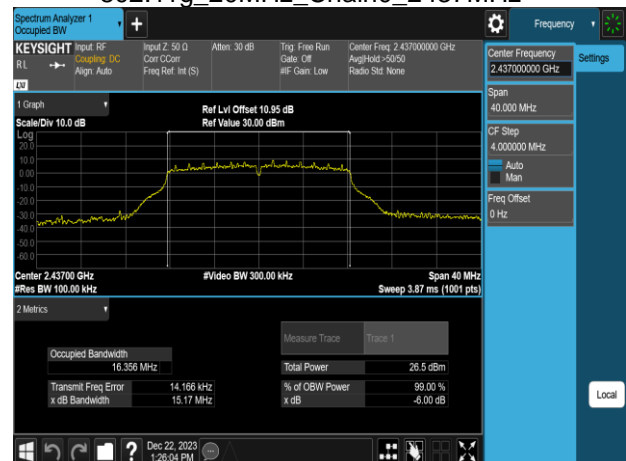 802.11g_20MHz_Chain0_2437MHz
Spectrum Analyzer 1
Occupied BW
Frequency
KEYSIGHT
RL
LXI
Input: RF
Coupling: DC
Align: Auto
Input Z: 50 Ω
Corr CCorr
Freq Ref: Int (S)
Atten: 30 dB
Trig: Free Run
Gate: Off
#IF Gain: Low
Center Freq: 2.437000000 GHz
Avg|Hold:>50/50
Radio Std: None
Center Frequency
2.437000000 GHz
Settings
Span
40.000 MHz
CF Step
4.000000 MHz
Auto
Man
Freq Offset
0 Hz
1 Graph
Scale/Div 10.0 dB
Ref Lvl Offset 10.95 dB
Ref Value 30.00 dBm
Log
20.0
10.0
0.00
-10.0
-20.0
-30.0
-40.0
-50.0
-60.0
Center 2.43700 GHz
#Video BW 300.00 kHz
Span 40 MHz
#Res BW 100.00 kHz
Sweep 3.87 ms (1001 pts)
2 Metrics
Measure Trace
Trace 1
Occupied Bandwidth
16.356 MHz
Total Power
26.5 dBm
Transmit Freq Error
14.166 kHz
% of OBW Power
99.00 %
x dB Bandwidth
15.17 MHz
x dB
-6.00 dB
Local
Dec 22, 2023
1:26:04 PM